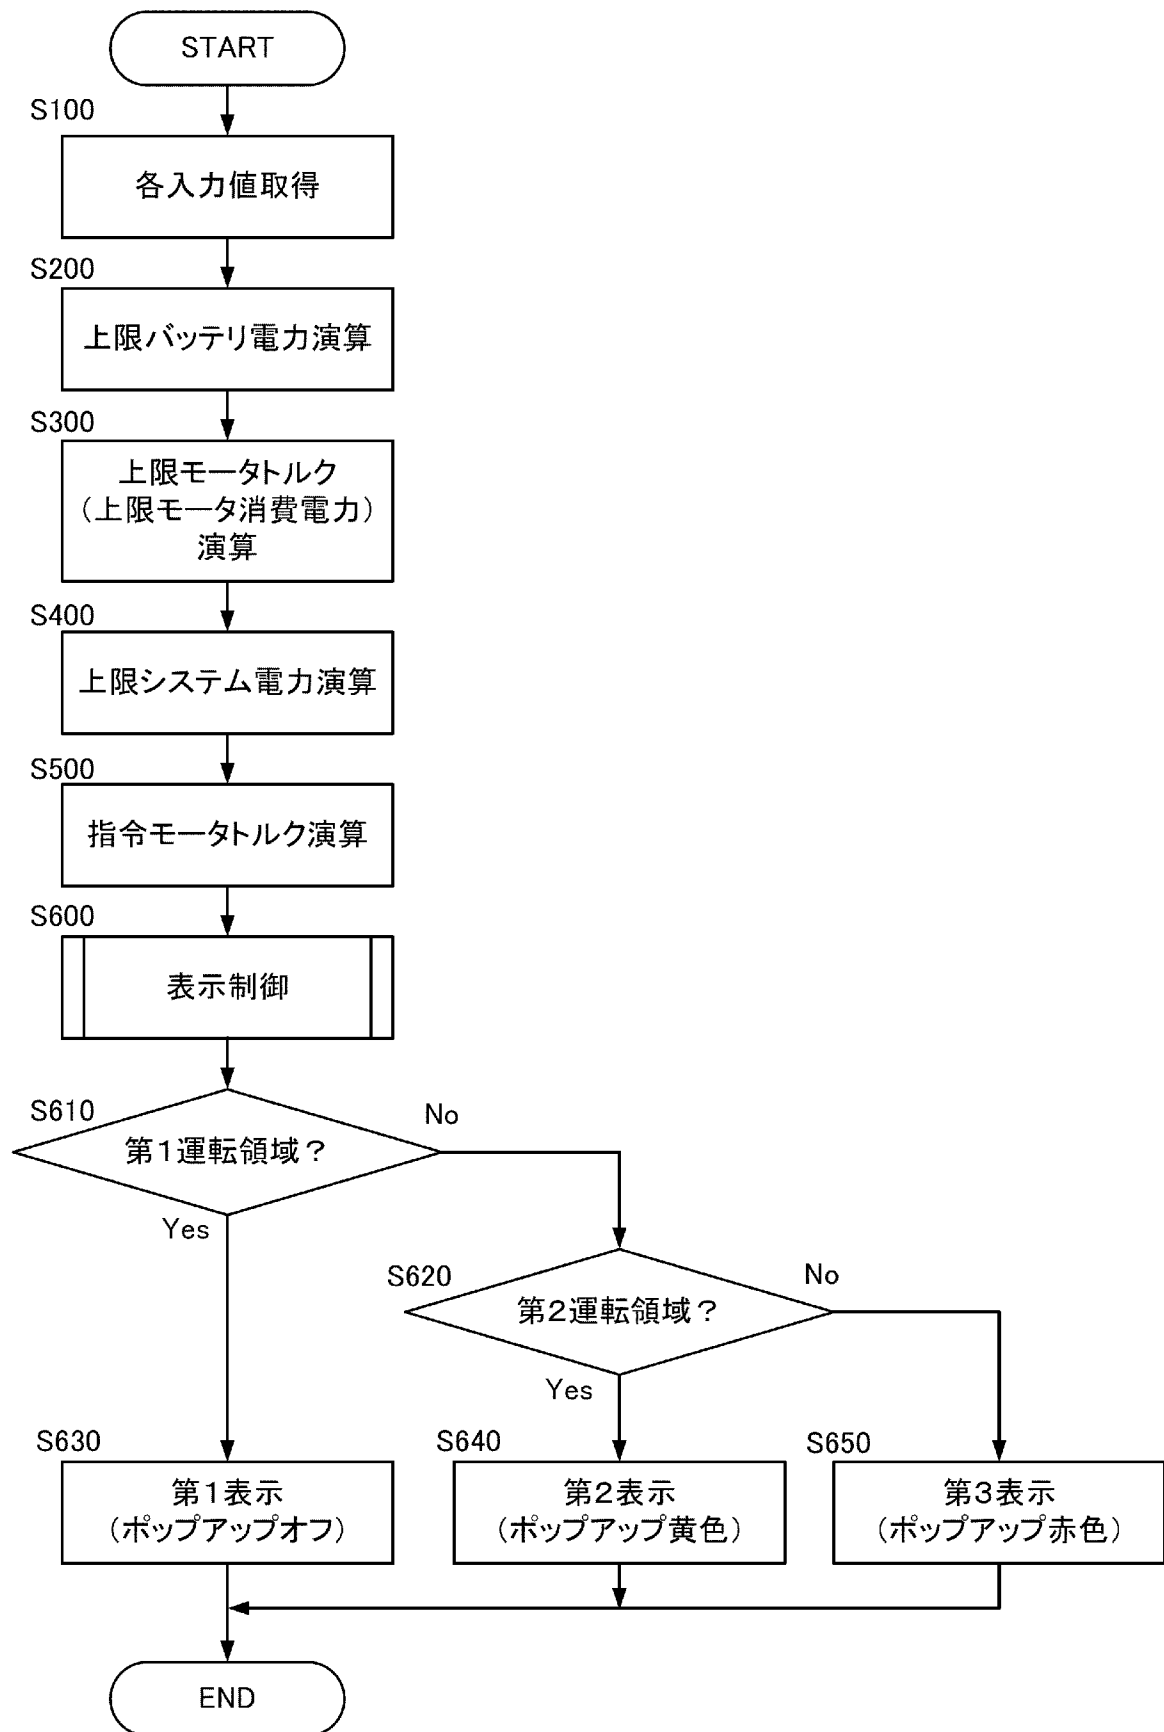 START
S100
各入力値取得
S200
上限バッテリ電力演算
S300
上限モータトルク
(上限モータ消費電力)
演算
S400
上限システム電力演算
S500
指令モータトルク演算
S600
表示制御
S610
第1運転領域?
No
Yes
S620
第2運転領域?
No
Yes
S630
第1表示
(ポップアップオフ)
S640
第2表示
(ポップアップ黄色)
S650
第3表示
(ポップアップ赤色)
END